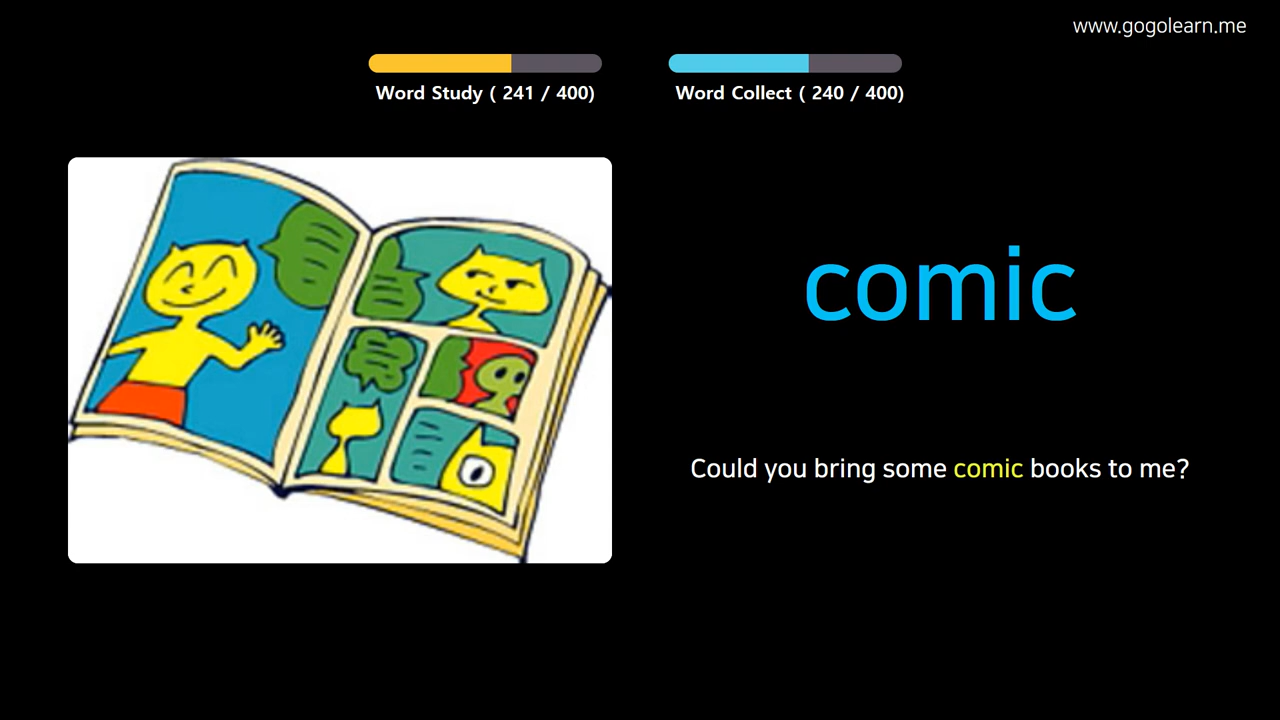 www.gogolearn.me
Word Study ( 241 / 400)
Word Collect ( 240 / 400)
comic
Could you bring some comic books to me?